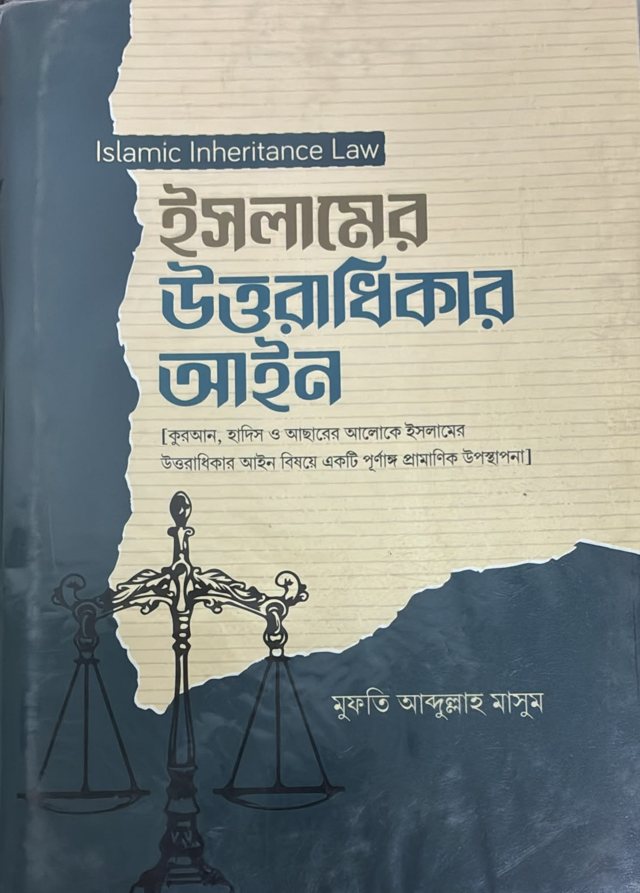 Islamic Inheritance Law
ইসলামের
উত্তরাধিকার
আইন
[কুরআন, হাদিস ও আছারের আলোকে ইসলামের
উত্তরাধিকার আইন বিষয়ে একটি পূর্ণাঙ্গ প্রামাণিক উপস্থাপনা]
মুফতি আব্দুল্লাহ মাসুম